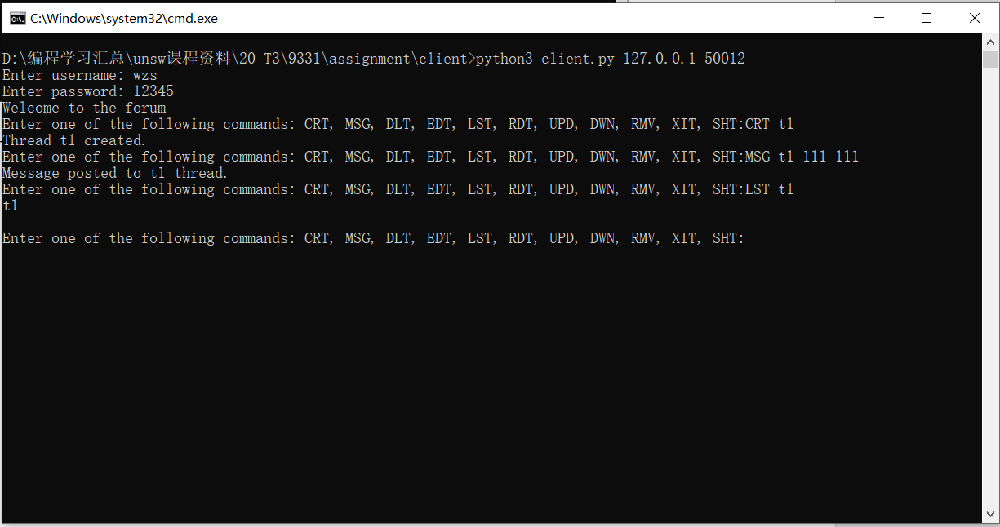 C:\Windows\system32\cmd.exe
D:\编程学习汇总\unsw课程资料\20 T3\9331\assignment\client>python3 client.py 127.0.0.1 50012
Enter username: wzs
Enter password: 12345
Welcome to the forum
Enter one of the following commands: CRT, MSG, DLT, EDT, LST, RDT, UPD, DWN, RMV, XIT, SHT:CRT t1
Thread t1 created.
Enter one of the following commands: CRT, MSG, DLT, EDT, LST, RDT, UPD, DWN, RMV, XIT, SHT:MSG t1 111 111
Message posted to t1 thread.
Enter one of the following commands: CRT, MSG, DLT, EDT, LST, RDT, UPD, DWN, RMV, XIT, SHT:LST t1
t1
Enter one of the following commands: CRT, MSG, DLT, EDT, LST, RDT, UPD, DWN, RMV, XIT, SHT: